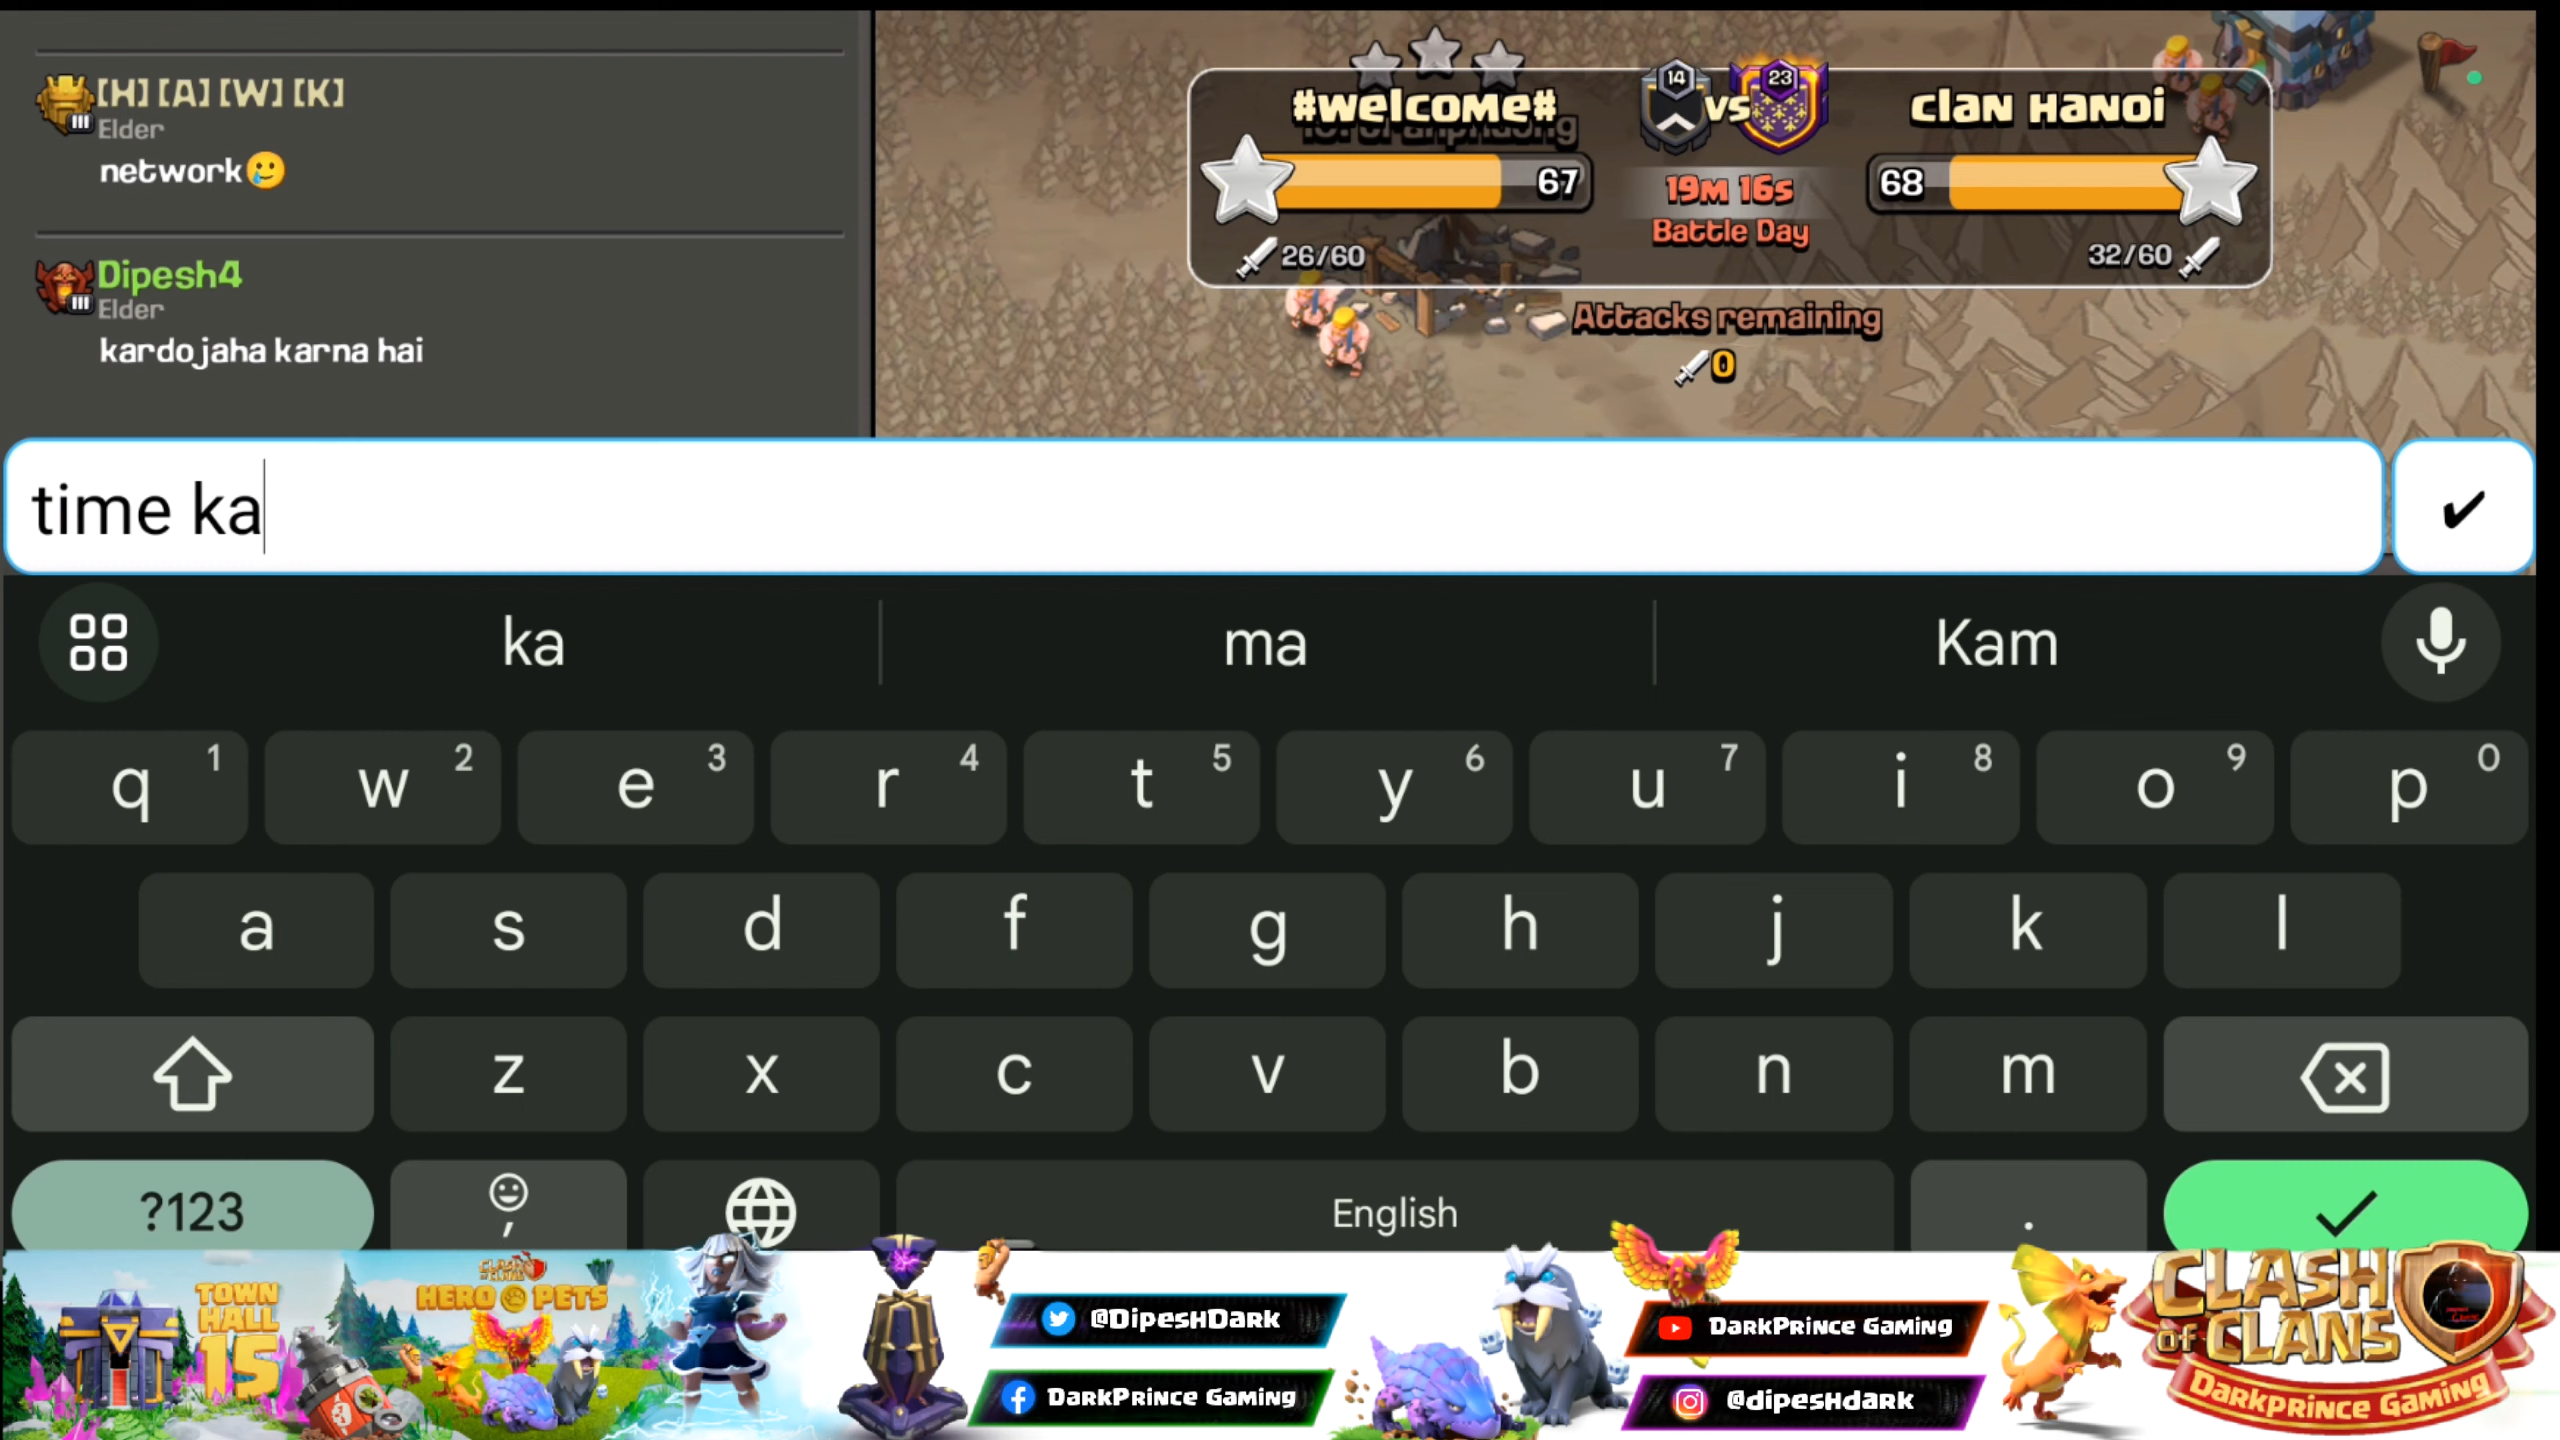 [H] [A] [W] [K]
Elder
network🥲
Dipesh4
Elder
kardo jaha karna hai
#welcome#
14
vs
23
clan HANOI
67
19M 16s
68
Battle Day
26/60
32/60
Attacks remaining
0
time ka
ka
ma
Kam
q 1 w 2 e 3 r 4 t 5 y 6 u 7 i 8 o 9 p 0
a s d f g h j k l
z x c v b n m
?123
,
English
.
TOWN
HALL
15
CLASH
OF CLANS
HERO PETS
@DipeshDark
DarkPrince Gaming
DarkPrince Gaming
@dipeshdark
CLASH
OF CLANS
DarkPrince Gaming